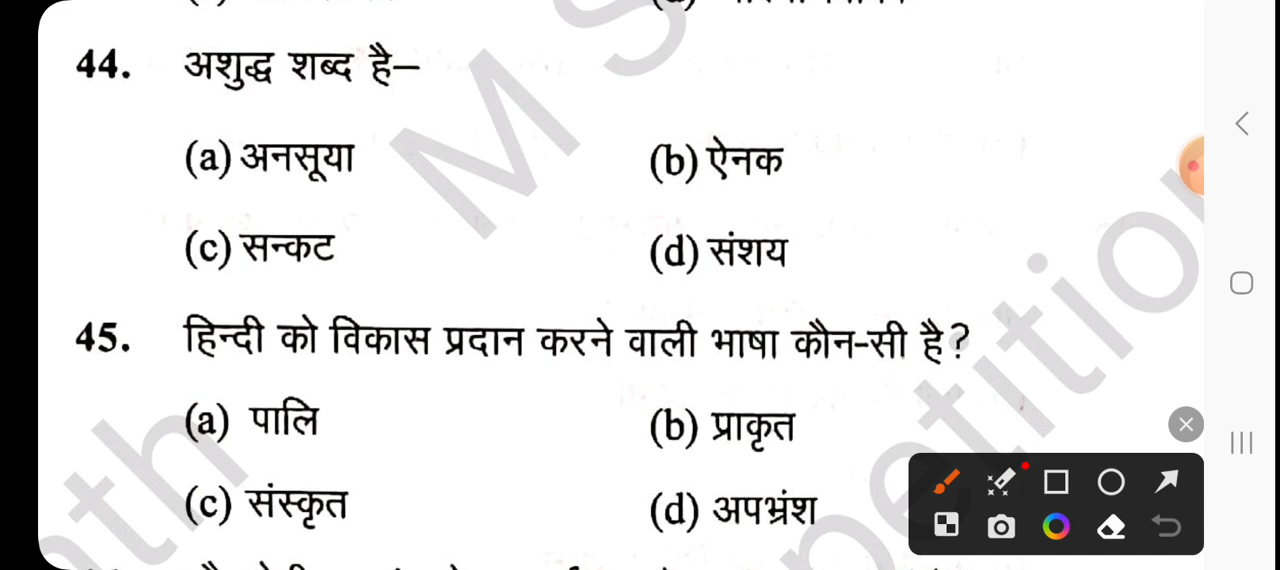 44. अशुद्ध शब्द है–
(a) अनसूया (b) ऐनक
(c) सन्कट (d) संशय
45. हिन्दी को विकास प्रदान करने वाली भाषा कौन-सी है?
(a) पालि (b) प्राकृत
(c) संस्कृत (d) अपभ्रंश